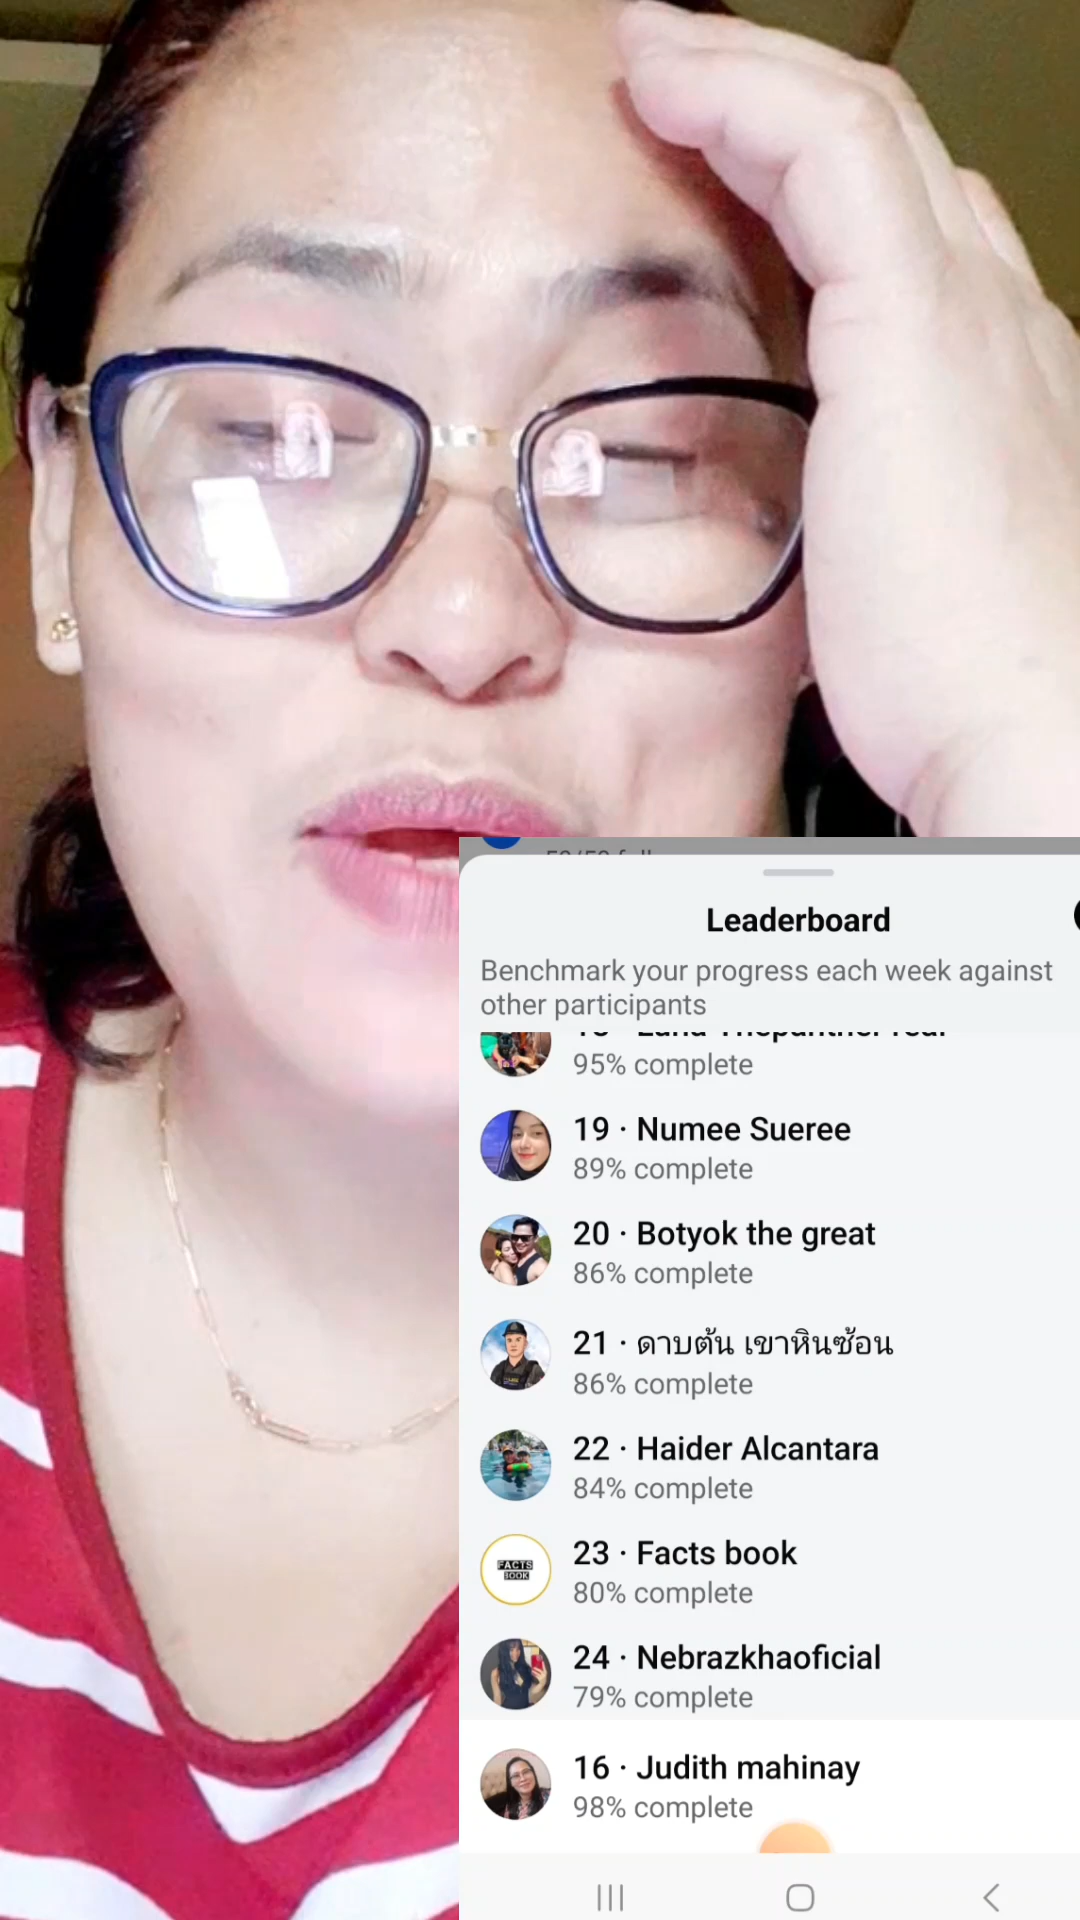 Leaderboard
Benchmark your progress each week against
other participants
95% complete
19 · Numee Sueree
89% complete
20 · Botyok the great
86% complete
21 · ดาบต้น เขาหินซ้อน
86% complete
22 · Haider Alcantara
84% complete
23 · Facts book
80% complete
FACTS
BOOK
24 · Nebrazkhaoficial
79% complete
16 · Judith mahinay
98% complete